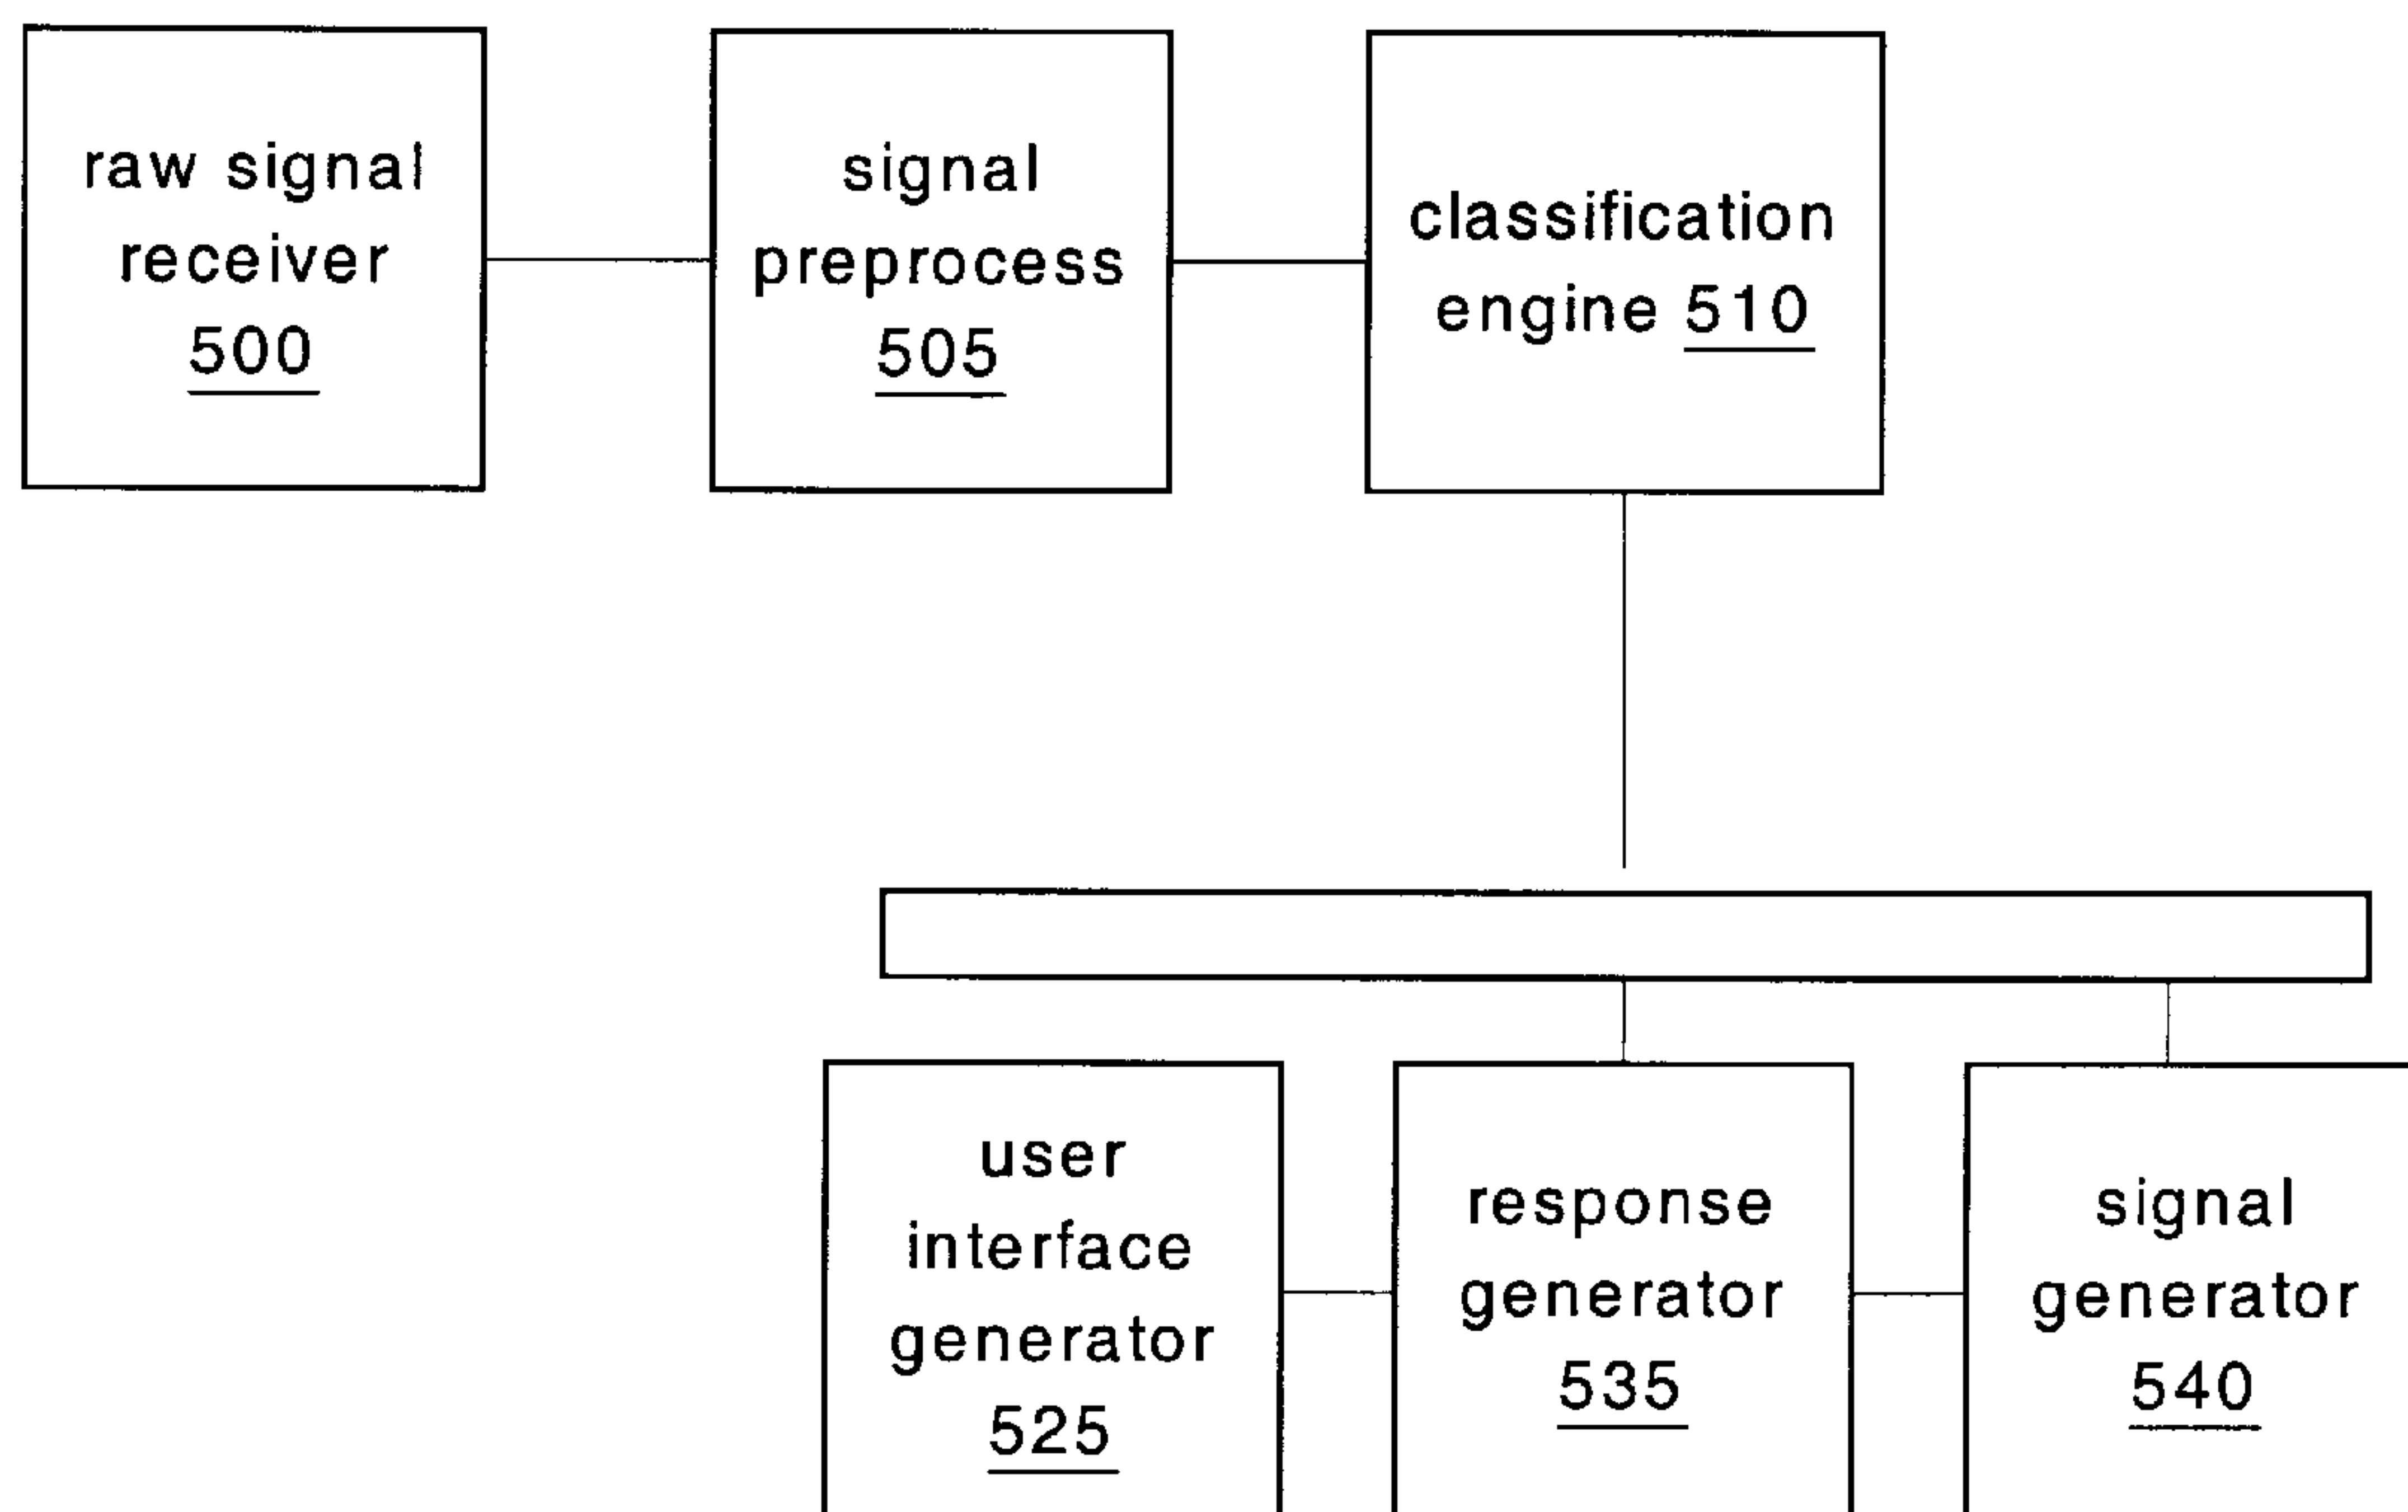 raw signal
receiver
500
signal
preprocess
505
classification
engine 510
user
interface
generator
525
response
generator
535
signal
generator
540